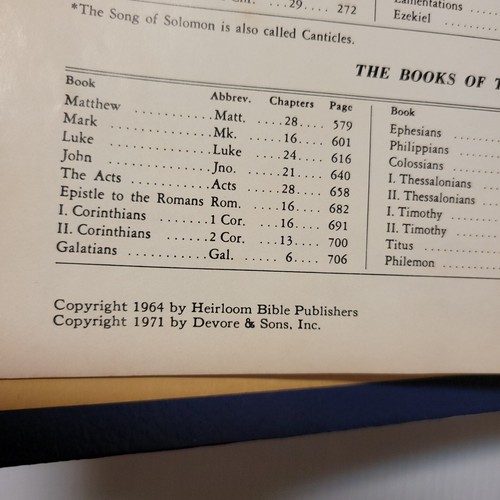 ...29.... 272
*The Song of Solomon is also called Canticles.
Lamentations ......
Ezekiel ........
THE BOOKS OF
Book Abbrev. Chapters Page
Matthew ...........Matt. ....28.... 579
Mark ...............Mk. ....16.... 601
Luke ...............Luke ...24.... 616
John ...............Jno. ....21.... 640
The Acts ...........Acts ...28.... 658
Epistle to the Romans Rom. ...16.... 682
I. Corinthians .......1 Cor. ...16.... 691
II. Corinthians ......2 Cor. ...13.... 700
Galatians ...........Gal. ..... 6.... 706
Book
Ephesians ......
Philippians .....
Colossians ......
I. Thessalonians ....
II. Thessalonians ....
I. Timothy ......
II. Timothy .....
Titus ..........
Philemon ........
Copyright 1964 by Heirloom Bible Publishers
Copyright 1971 by Devore & Sons, Inc.